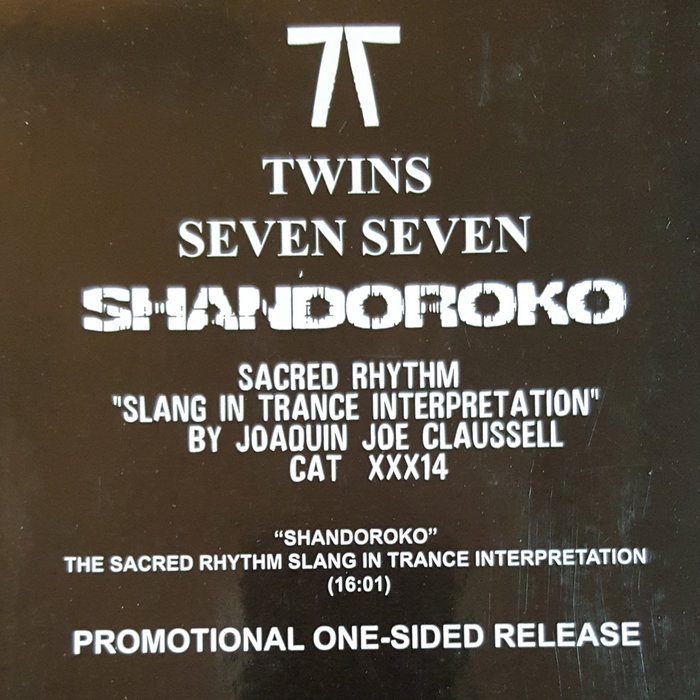 77
TWINS
SEVEN SEVEN
SHANDOROKO
SACRED RHYTHM
"SLANG IN TRANCE INTERPRETATION"
BY JOAQUIN JOE CLAUSSELL
CAT XXX14
“SHANDOROKO”
THE SACRED RHYTHM SLANG IN TRANCE INTERPRETATION
(16:01)
PROMOTIONAL ONE-SIDED RELEASE